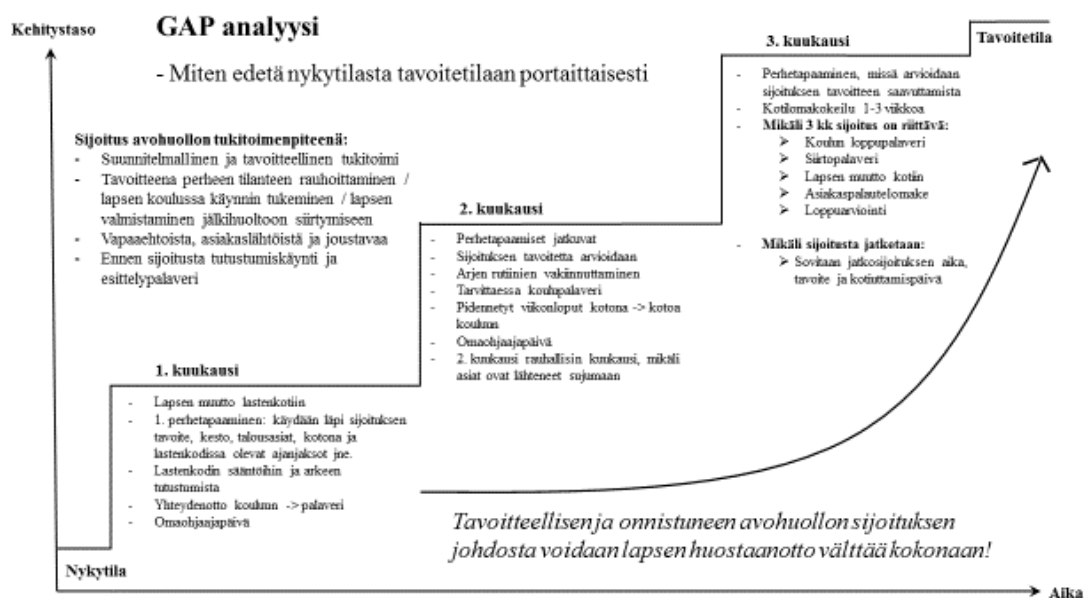 Kehitystaso
GAP analyysi
- Miten edetä nykytilasta tavoitetilaan portaittaisesti
Sijoitus avohuollon tukitoimenpiteenä:
- Suunnitelmallinen ja tavoitteellinen tukitoimi
- Tavoitteena perheen tilanteen rauhoittaminen /
lapsen koulussa käynnin tukeminen / lapsen
valmistaminen jälkihuoltoon siirtymiseen
- Vapaaehtoista, asiakaslähtöistä ja joustavaa
- Ennen sijoitusta tutustumiskäynti ja
esittelypalaveri
1. kuukausi
- Lapsen muutto lastenkotiin
- 1. perhetapaaminen: käydään läpi sijoituksen
tavoite, kesto, talousasiat, kotona ja
lastenkodissa olevat ajanjaksot jne.
- Lastenkodin sääntöihin ja arkeen
tutustumista
- Yhteydenotto kouluun -> palaveri
- Omaohjaajapäivä
2. kuukausi
- Perhetapaamiset jatkuvat
- Sijoituksen tavoitetta arvioidaan
- Arjen rutiinien vakiinnuttaminen
- Tarvittaessa koulupalaveri
- Pidennetyt viikonloput kotona -> kotoa
kouluun
- Omaohjaajapäivä
- 2. kuukausi rauhallisin kuukausi, mikäli
asiat ovat lähteneet sujumaan
3. kuukausi
- Perhetapaaminen, missä arvioidaan
sijoituksen tavoitteen saavuttamista
- Kotilomakokeilu 1-3 viikkoa
- Mikäli 3 kk sijoitus on riittävä:
➢ Koulun loppupalaveri
➢ Siirtopalaveri
➢ Lapsen muutto kotiin
➢ Asiakaspalautelomake
➢ Loppuarviointi
- Mikäli sijoitusta jatketaan:
➢ Sovitaan jatkosijoituksen aika,
tavoite ja kotiuttamispäivä
Tavoitetila
Tavoitteellisen ja onnistuneen avohuollon sijoituksen
johdosta voidaan lapsen huostaanotto välttää kokonaan!
Nykytila
Aika